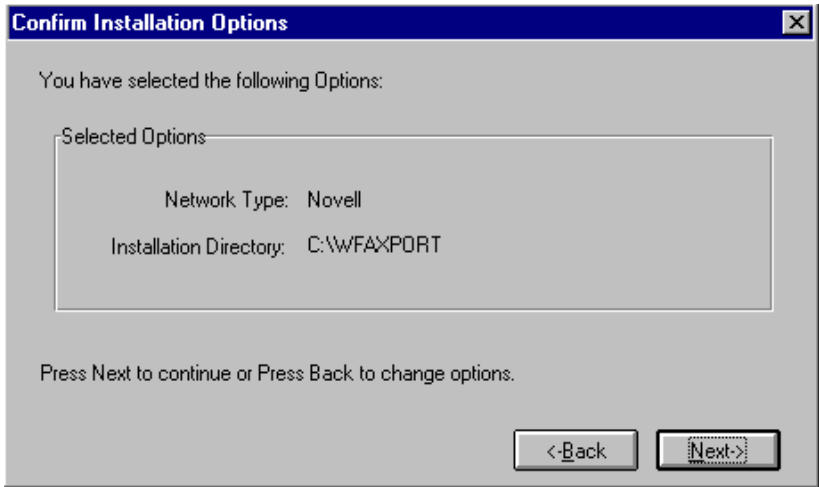 Confirm Installation Options
You have selected the following Options:
Selected Options
Network Type: Novell
Installation Directory: C:\WFAXPORT
Press Next to continue or Press Back to change options.
<-Back Next->